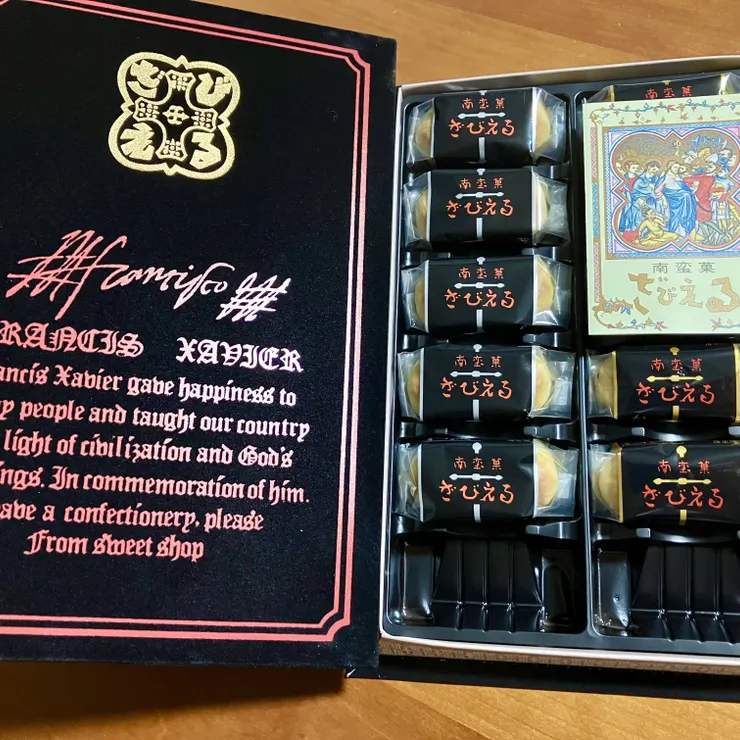 ざび
える
Francisco
RANCIS XAVIER
ancis Xavier gave happiness to
y people and taught our country
light of civilization and God's
ings. In commemoration of him.
ave a confectionery, please
From sweet shop
南蛮菓
ざびえる
南蛮菓
ざびえる
南蛮菓
ざびえる
南蛮菓
ざびえる
南蛮菓
ざびえる
南蛮菓
南蛮菓
ざびえる
南蛮菓
ざびえる
南蛮菓
ざびえる